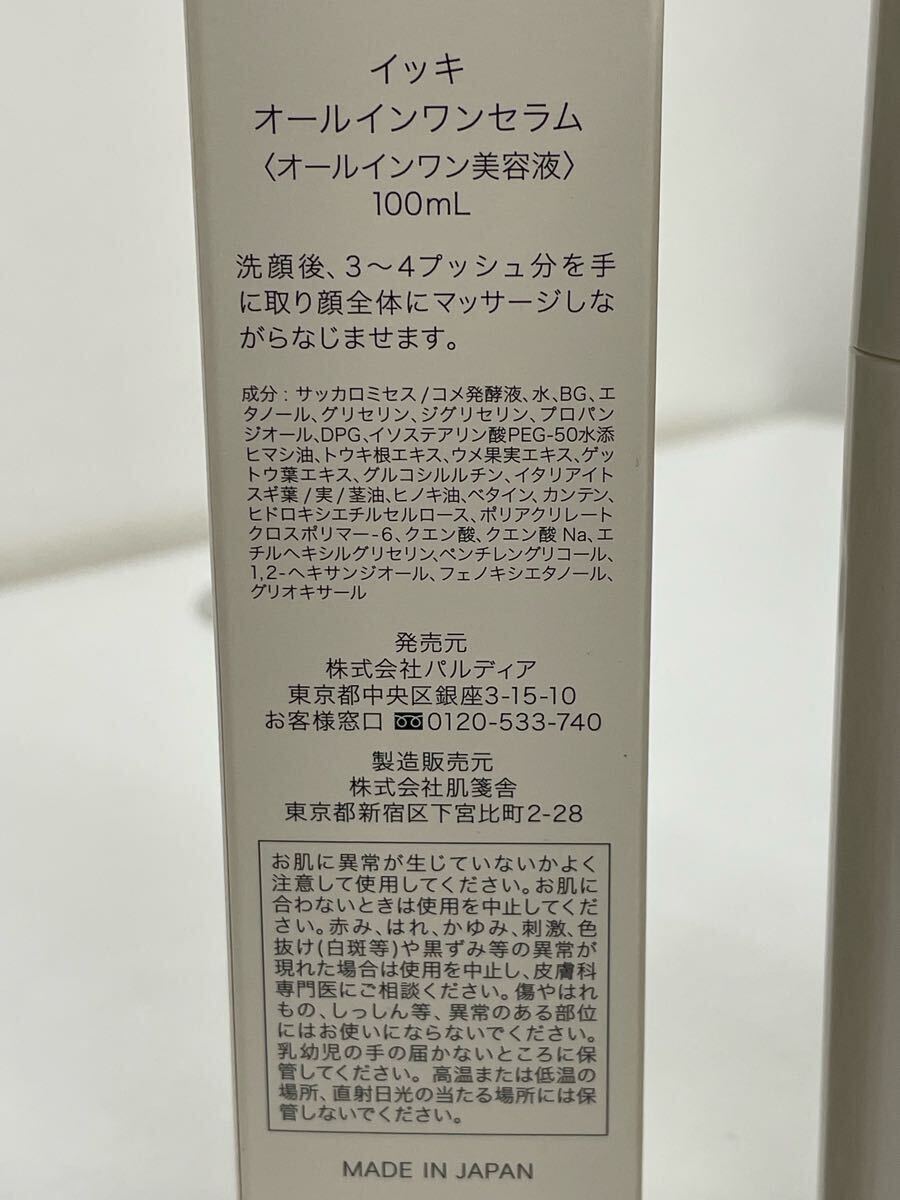 イッキ
オールインワンセラム
〈オールインワン美容液〉
100mL
洗顔後、3〜4プッシュ分を手
に取り顔全体にマッサージしな
がらなじませます。
成分：サッカロミセス/コメ発酵液、水、BG、エ
タノール、グリセリン、ジグリセリン、プロパン
ジオール、DPG、イソステアリン酸PEG-50水添
ヒマシ油、トウキ根エキス、ウメ果実エキス、ゲッ
トウ葉エキス、グルコシルルチン、イタリアイト
スギ葉/実/茎油、ヒノキ油、ベタイン、カンテン、
ヒドロキシエチルセルロース、ポリアクリレート
クロスポリマー-6、クエン酸、クエン酸Na、エ
チルヘキシルグリセリン、ペンチレングリコール、
1,2-ヘキサンジオール、フェノキシエタノール、
グリオキサール
発売元
株式会社パルディア
東京都中央区銀座3-15-10
お客様窓口 0120-533-740
製造販売元
株式会社肌箋舎
東京都新宿区下宮比町2-28
お肌に異常が生じていないかよく
注意して使用してください。お肌に
合わないときは使用を中止してくだ
さい。赤み、はれ、かゆみ、刺激、色
抜け(白斑等)や黒ずみ等の異常が
現れた場合は使用を中止し、皮膚科
専門医にご相談ください。傷やはれ
もの、しっしん等、異常のある部位
にはお使いにならないでください。
乳幼児の手の届かないところに保
管してください。高温または低温の
場所、直射日光の当たる場所には保
管しないでください。
MADE IN JAPAN